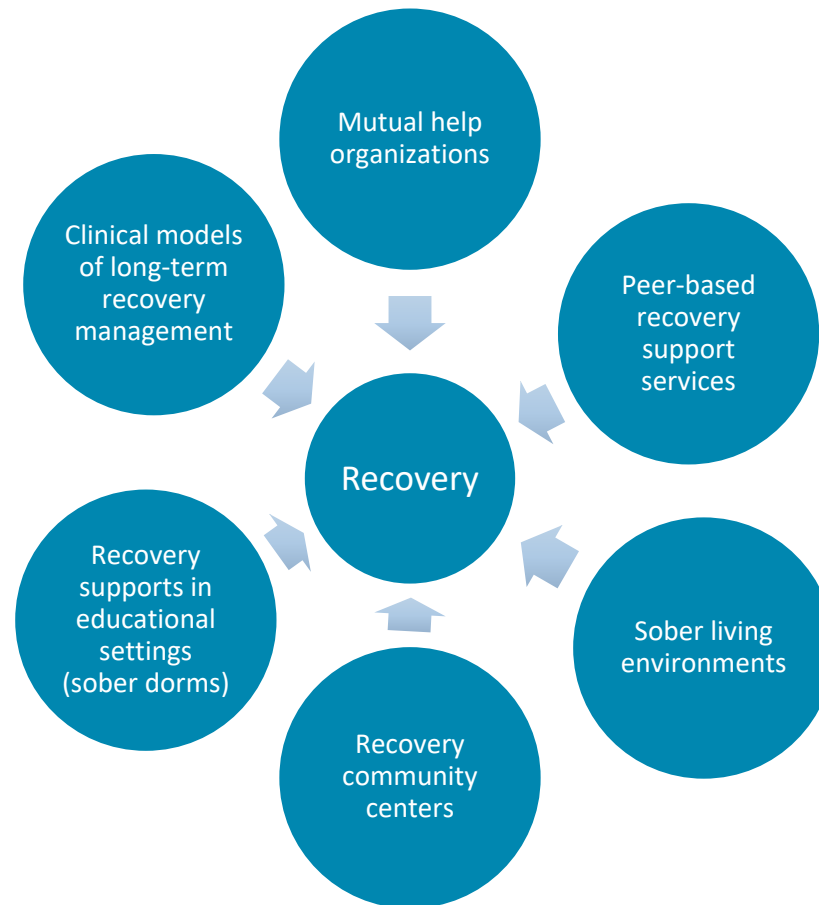 Mutual help
organizations
Clinical models
of long-term
recovery
management
Peer-based
recovery
support
services
Recovery
Recovery
supports in
educational
settings
(sober dorms)
Sober living
environments
Recovery
community
centers